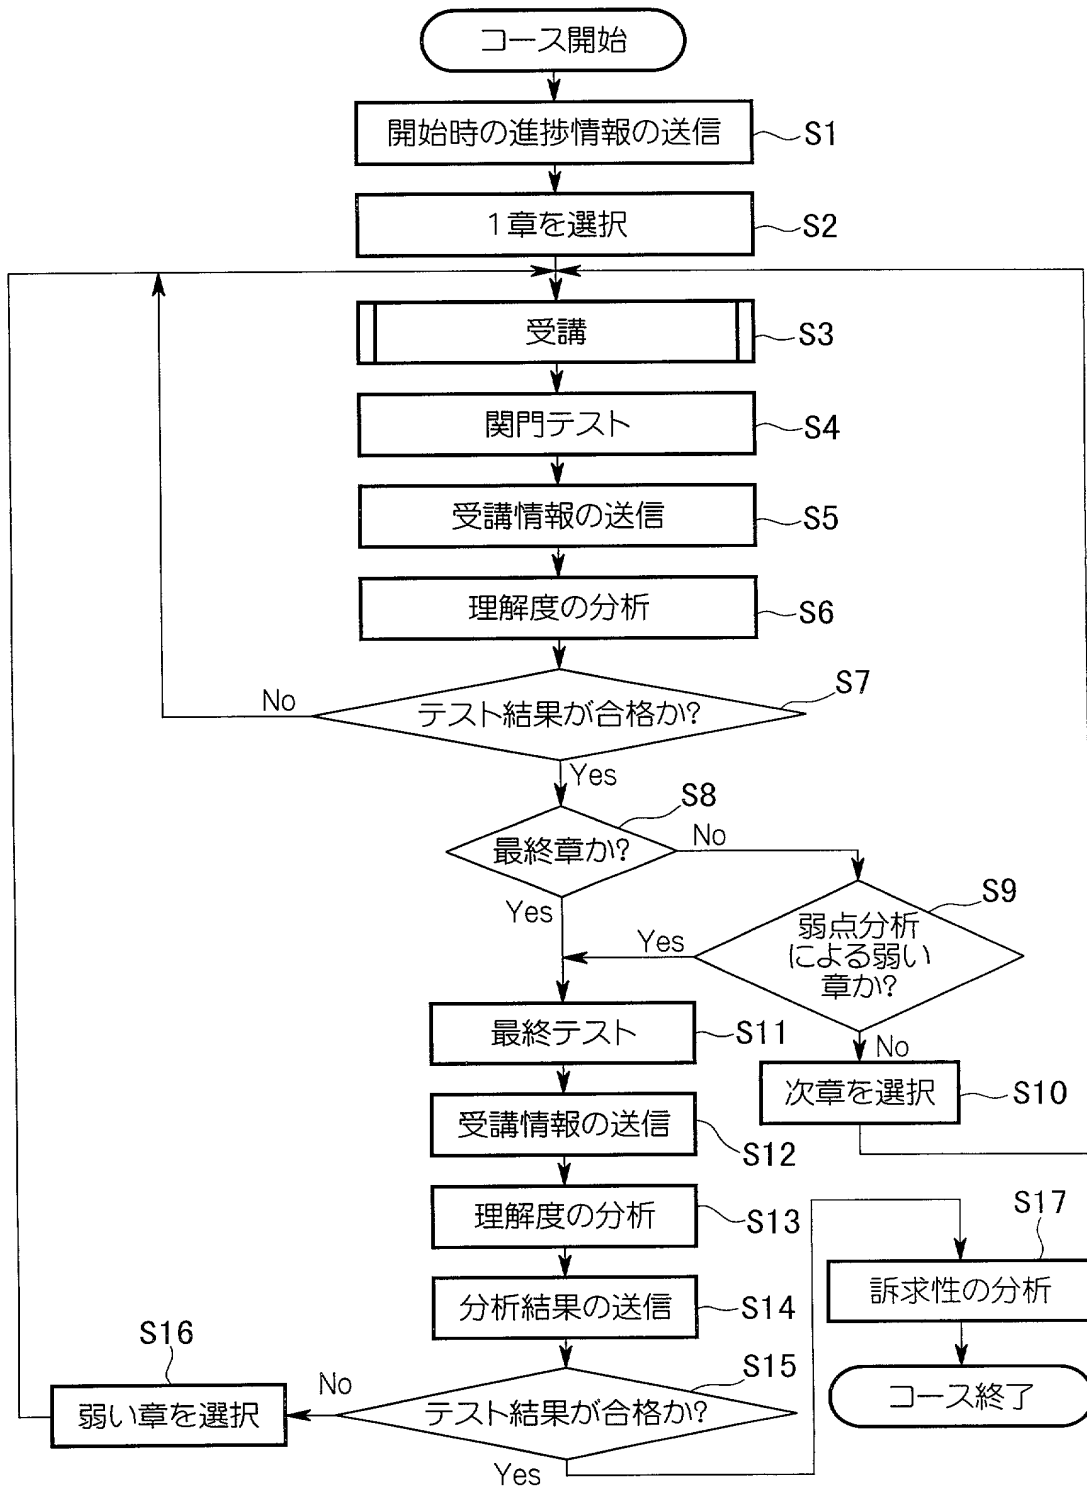 コース開始
開始時の進捗情報の送信
S1
1章を選択
S2
受講
S3
関門テスト
S4
受講情報の送信
S5
理解度の分析
S6
S7
テスト結果が合格か?
No
Yes
S8
最終章か?
No
Yes
S9
弱点分析
による弱い
章か?
Yes
No
最終テスト
S11
次章を選択
S10
受講情報の送信
S12
理解度の分析
S13
S17
訴求性の分析
分析結果の送信
S14
S16
弱い章を選択
No
S15
テスト結果が合格か?
Yes
コース終了